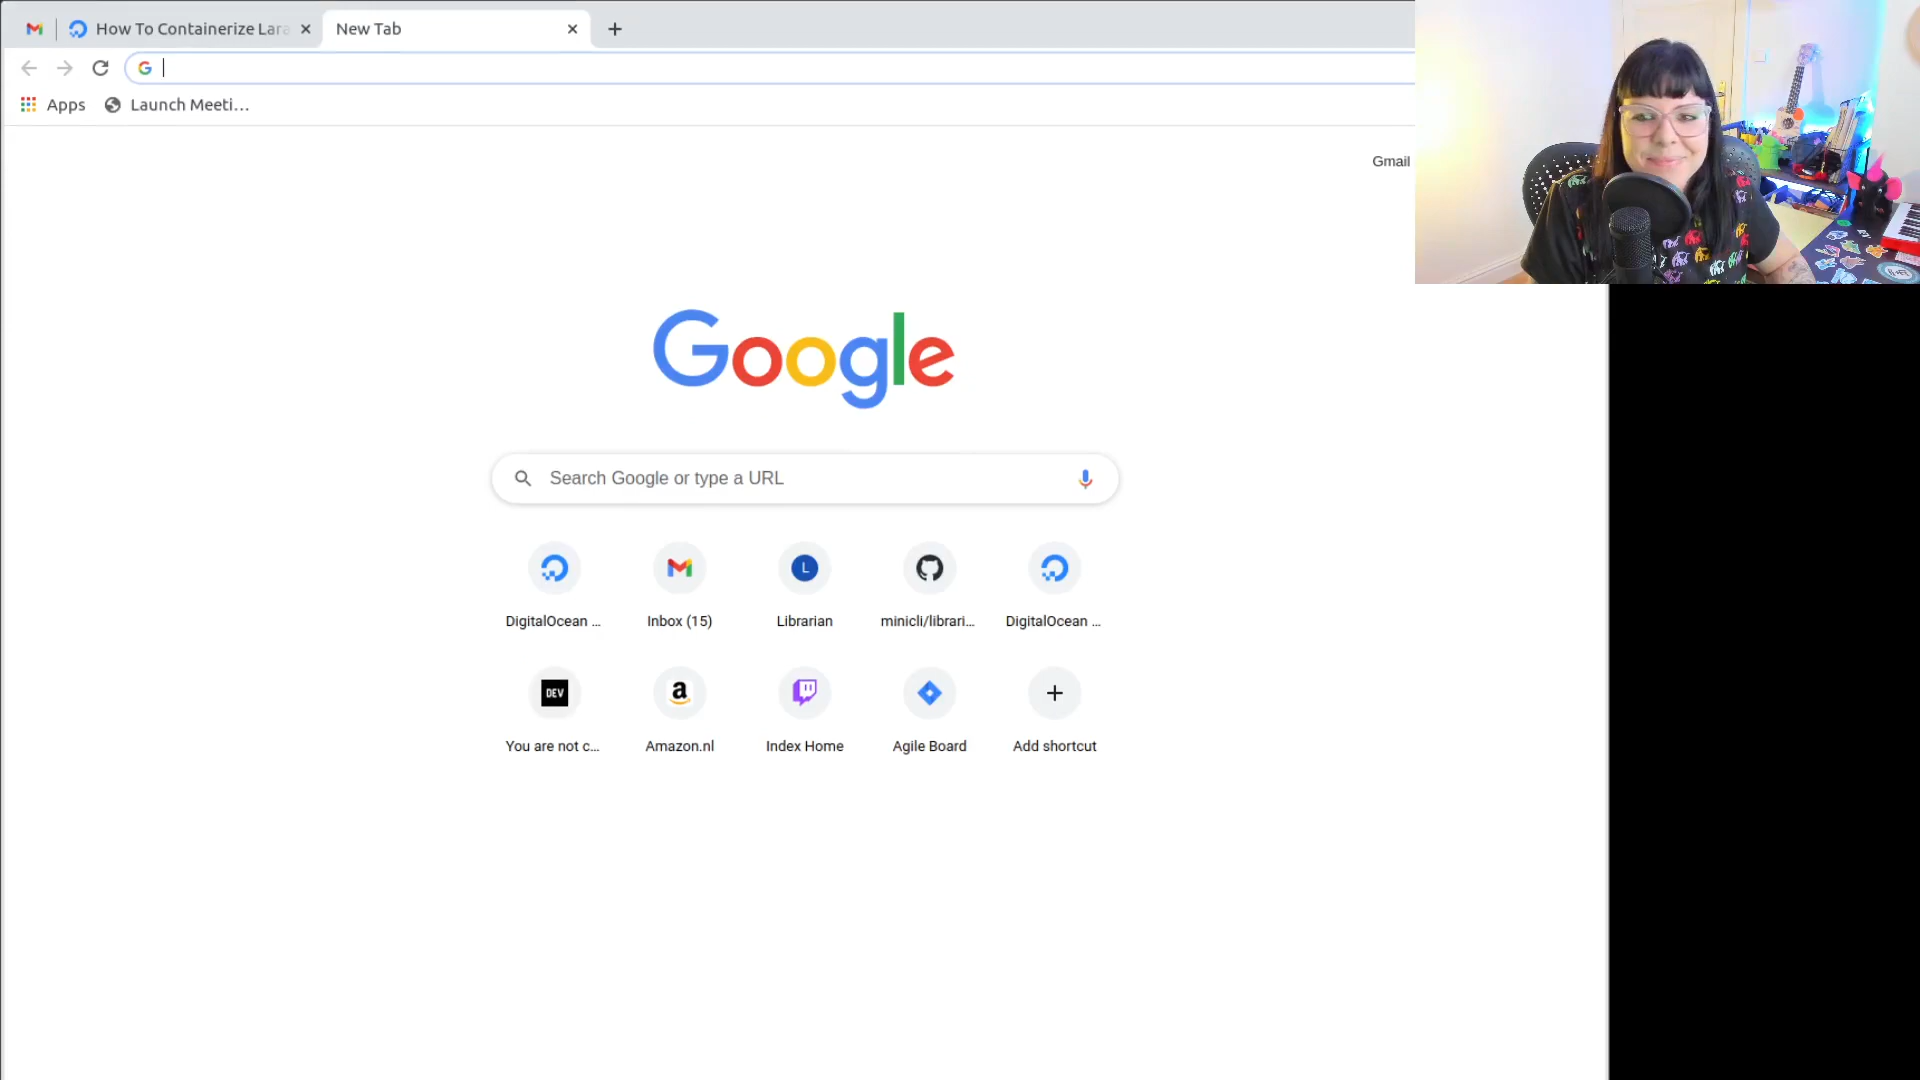 How To Containerize Lara
New Tab
Apps
Launch Meeti...
Gmail
Google
Search Google or type a URL
L
DigitalOcean ...
Inbox (15)
Librarian
minicli/librari...
DigitalOcean ...
DEV
a
You are not c...
Amazon.nl
Index Home
Agile Board
Add shortcut